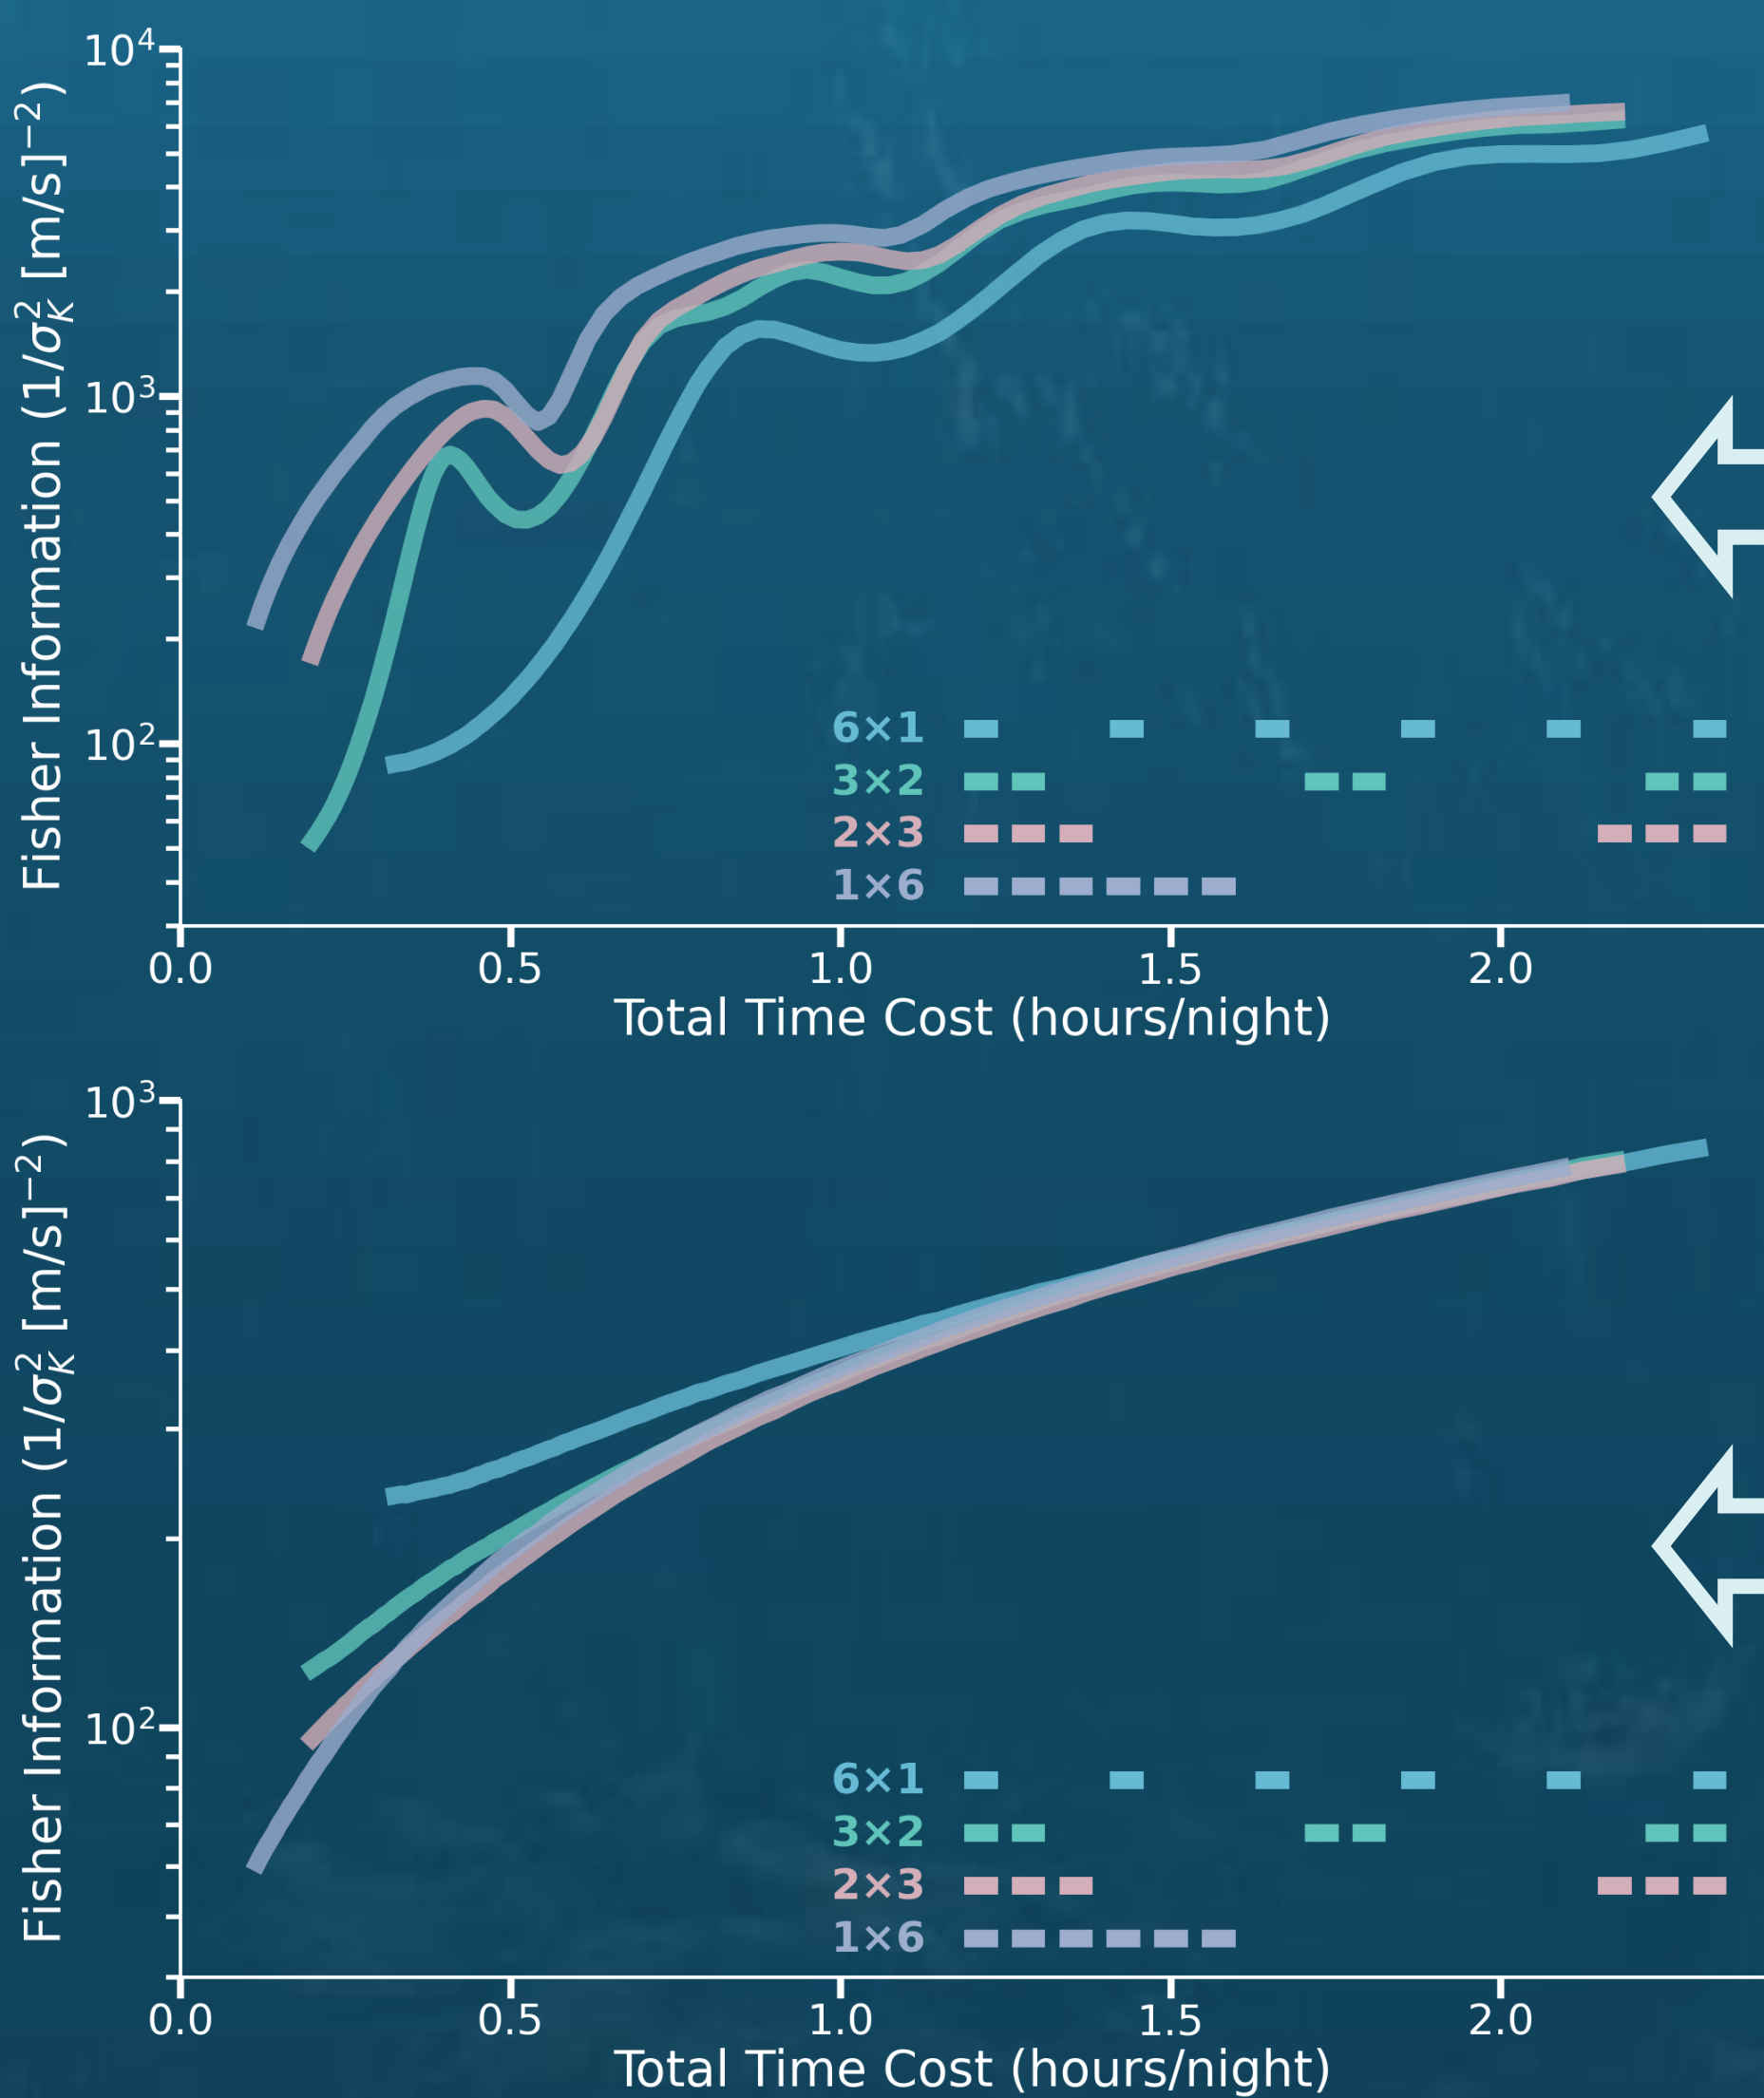 10⁴
10³
10²
Fisher Information (1/σ²_K [m/s]⁻²)
6×1
3×2
2×3
1×6
0.0 0.5 1.0 1.5 2.0
Total Time Cost (hours/night)
10³
10²
Fisher Information (1/σ²_K [m/s]⁻²)
6×1
3×2
2×3
1×6
0.0 0.5 1.0 1.5 2.0
Total Time Cost (hours/night)